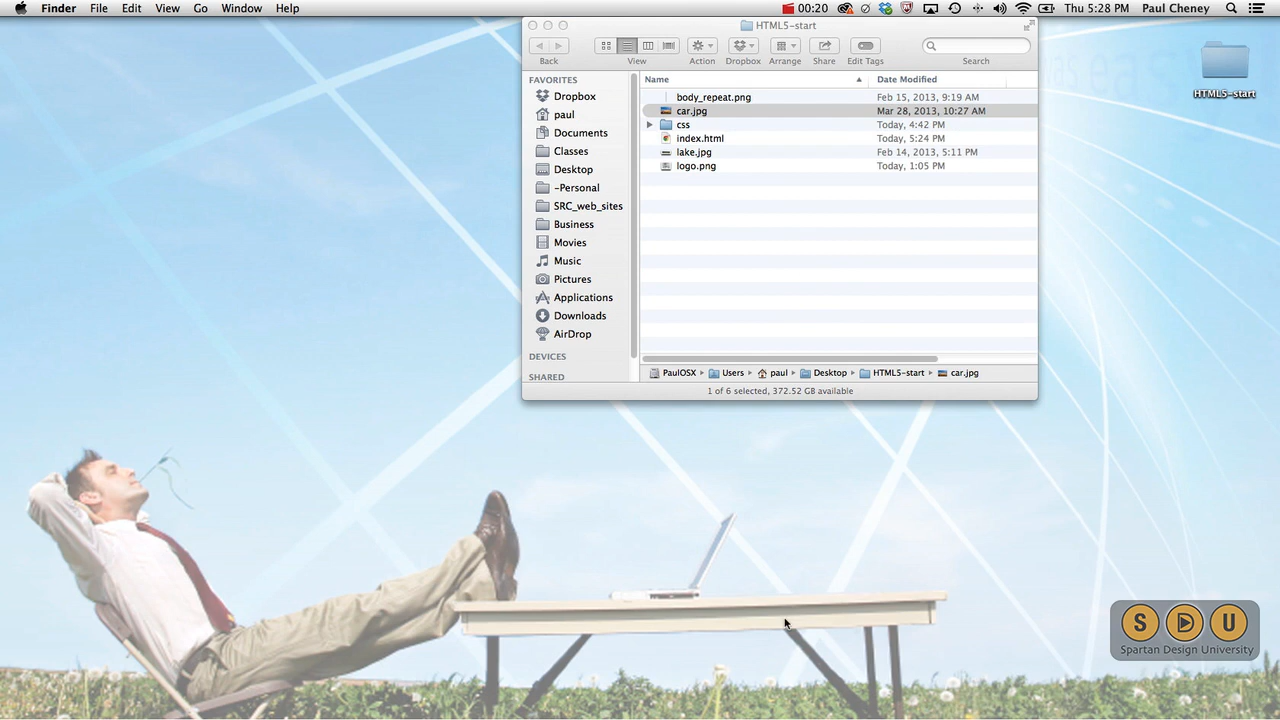 Finder File Edit View Go Window Help 00:20 Thu 5:28 PM Paul Cheney
HTML5-start
Back View Action Dropbox Arrange Share Edit Tags Search
FAVORITES
Dropbox
paul
Documents
Classes
Desktop
-Personal
SRC_web_sites
Business
Movies
Music
Pictures
Applications
Downloads
AirDrop
DEVICES
SHARED
Name Date Modified
body_repeat.png Feb 15, 2013, 9:19 AM
car.jpg Mar 28, 2013, 10:27 AM
css Today, 4:42 PM
index.html Today, 5:24 PM
lake.jpg Feb 14, 2013, 5:11 PM
logo.png Today, 1:05 PM
PaulOSX Users paul Desktop HTML5-start car.jpg
1 of 6 selected, 372.52 GB available
HTML5-start
S D U
Spartan Design University